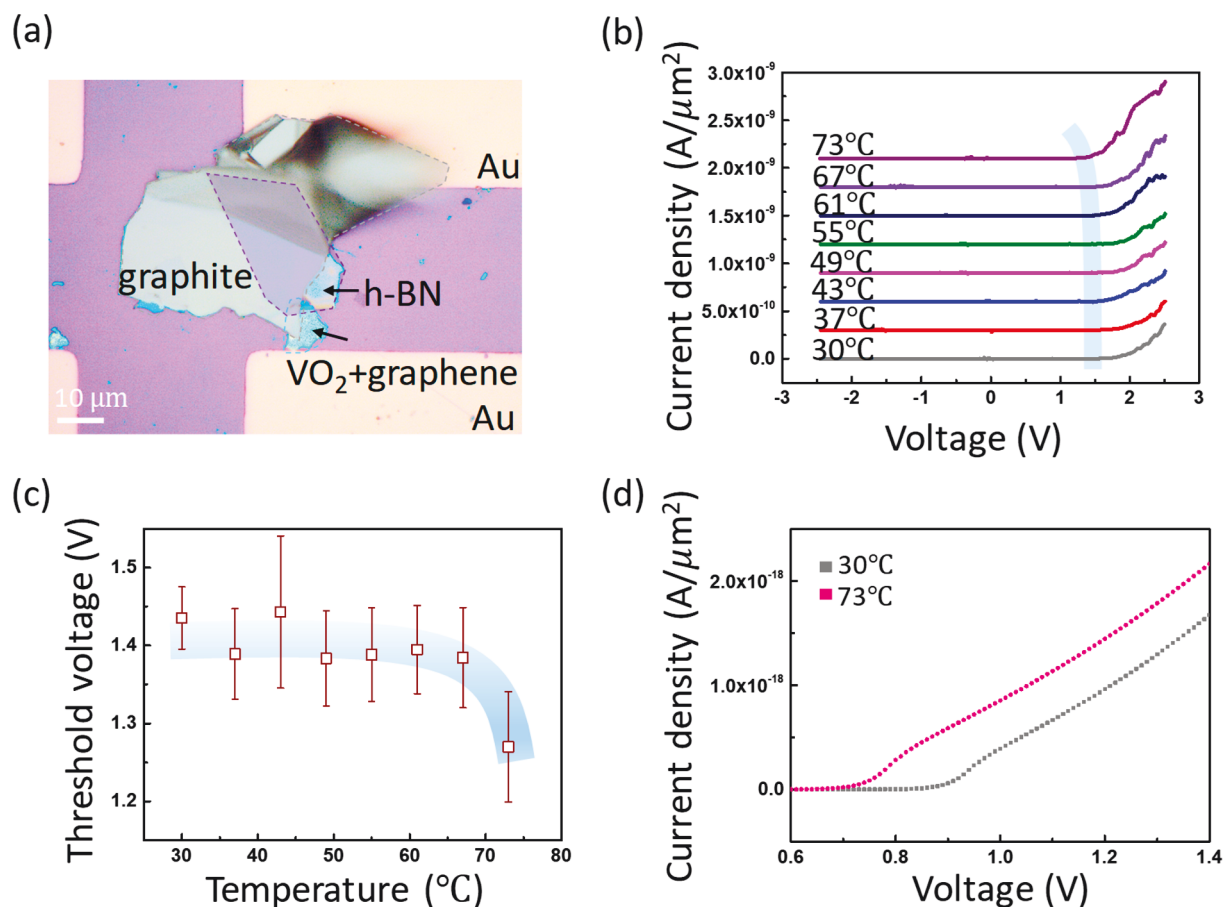 (a)
Au
graphite
h-BN
VO₂+graphene
Au
10 μm
(b)
Current density (A/μm²)
3.0x10⁻⁹
2.5x10⁻⁹
2.0x10⁻⁹
1.5x10⁻⁹
1.0x10⁻⁹
5.0x10⁻¹⁰
0.0
73℃
67℃
61℃
55℃
49℃
43℃
37℃
30℃
-3 -2 -1 0 1 2 3
Voltage (V)
(c)
Threshold voltage (V)
1.5
1.4
1.3
1.2
30 40 50 60 70 80
Temperature (℃)
(d)
Current density (A/μm²)
2.0x10⁻¹⁸
1.0x10⁻¹⁸
0.0
30℃
73℃
0.6 0.8 1.0 1.2 1.4
Voltage (V)